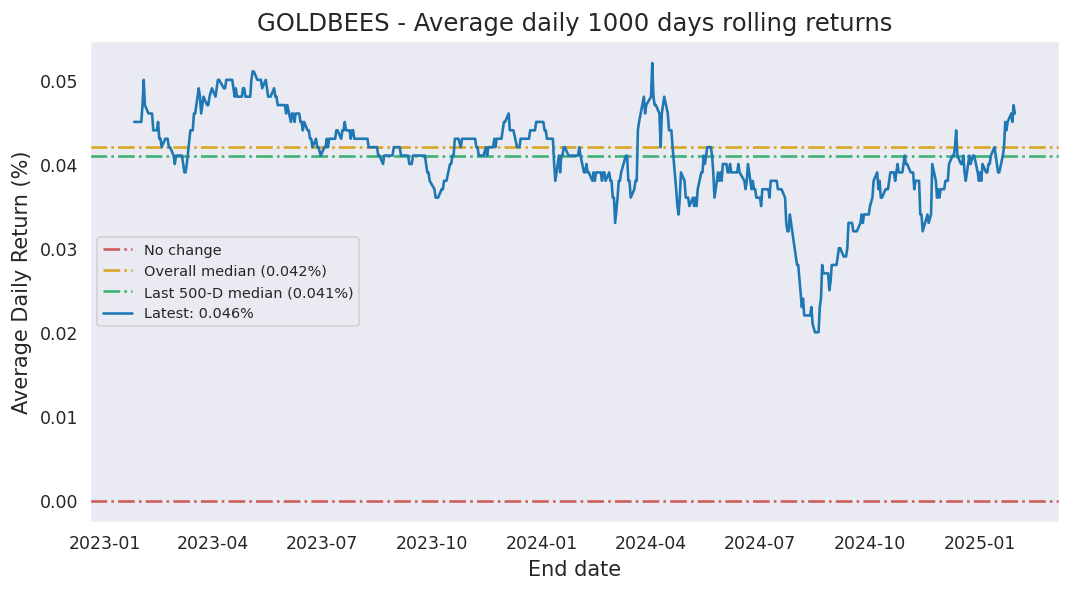 GOLDBEES - Average daily 1000 days rolling returns
Average Daily Return (%)
0.05
0.04
0.03
0.02
0.01
0.00
No change
Overall median (0.042%)
Last 500-D median (0.041%)
Latest: 0.046%
2023-01 2023-04 2023-07 2023-10 2024-01 2024-04 2024-07 2024-10 2025-01
End date